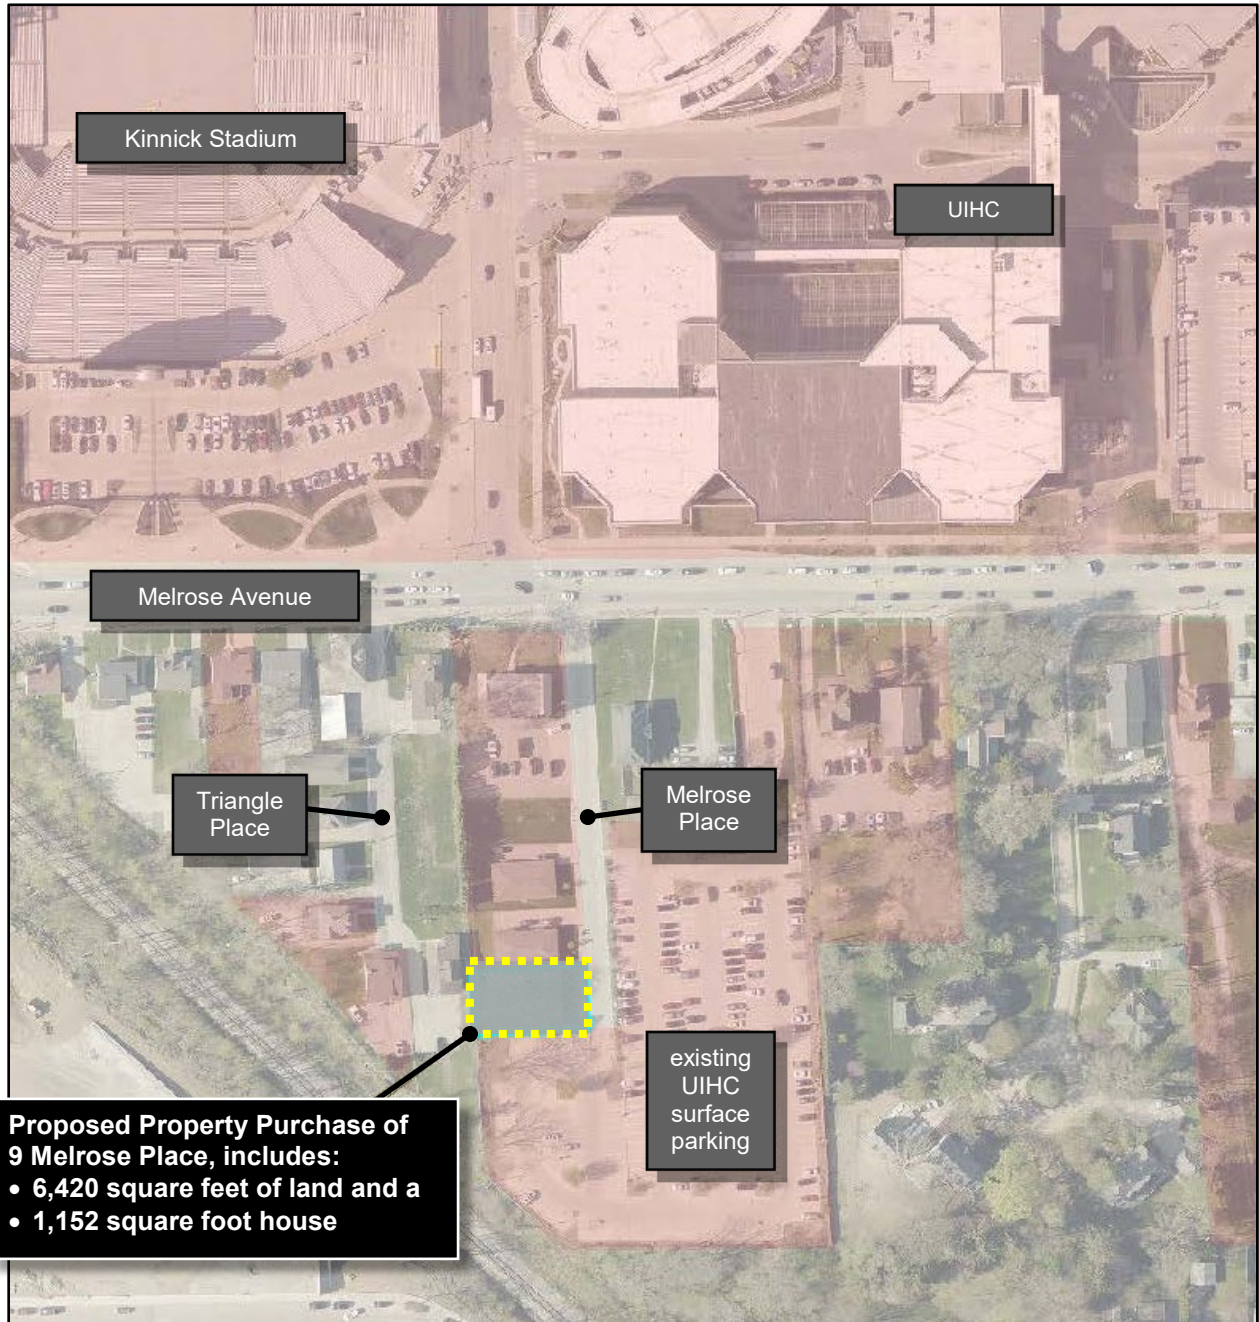 Kinnick Stadium
UIHC
Melrose Avenue
Triangle
Place
Melrose
Place
existing
UIHC
surface
parking
Proposed Property Purchase of
9 Melrose Place, includes:
• 6,420 square feet of land and a
• 1,152 square foot house